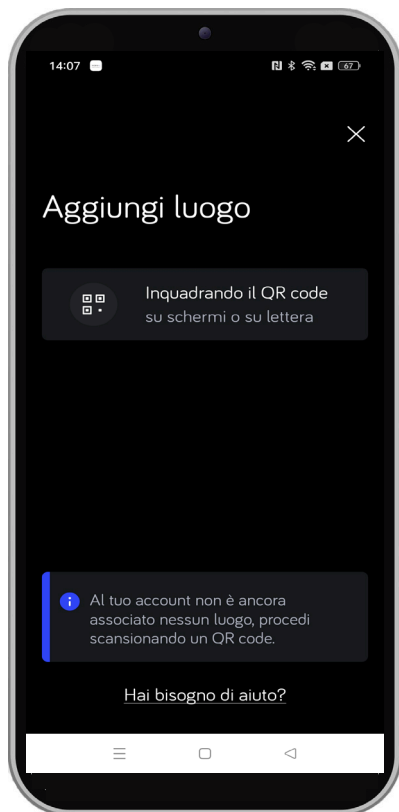 14:07
67
Aggiungi luogo
Inquadrando il QR code
su schermi o su lettera
Al tuo account non è ancora
associato nessun luogo, procedi
scansionando un QR code.
Hai bisogno di aiuto?